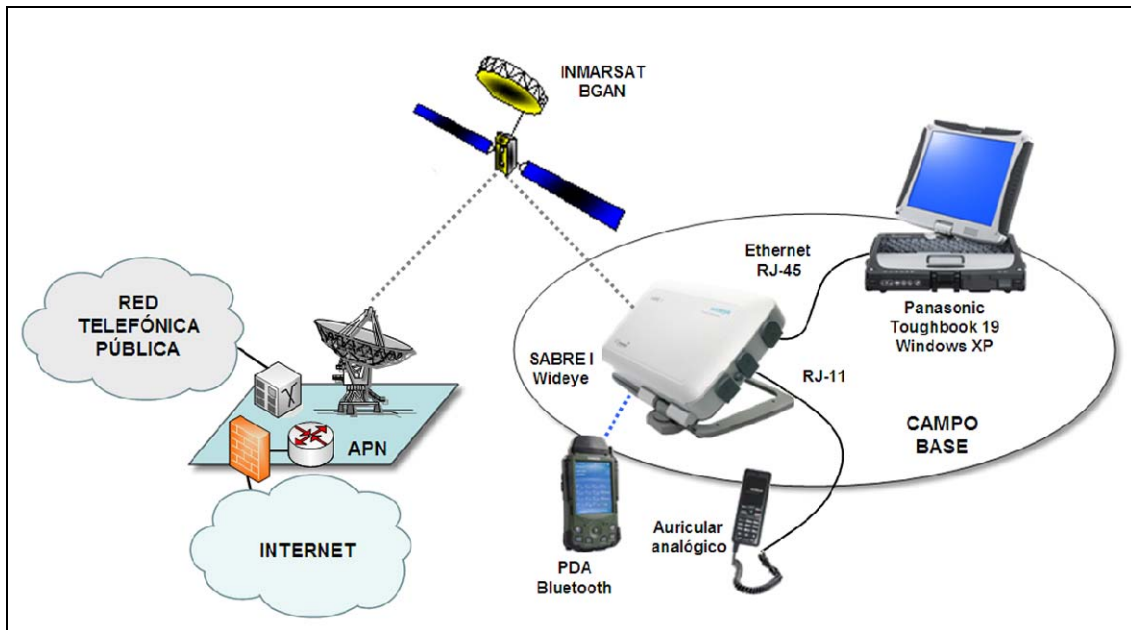 INMARSAT
BGAN
Ethernet
RJ-45
RED
TELEFÓNICA
PÚBLICA
Panasonic
Toughbook 19
Windows XP
SABRE I
Wideye
RJ-11
CAMPO
BASE
APN
INTERNET
Auricular
analógico
PDA
Bluetooth